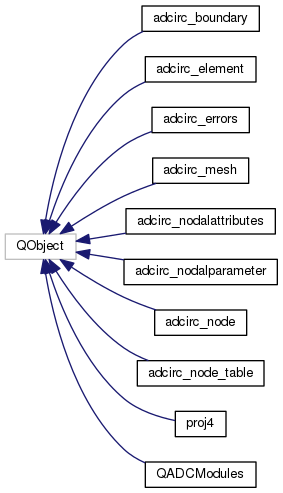 adcirc_boundary
adcirc_element
adcirc_errors
adcirc_mesh
adcirc_nodalattributes
QObject
adcirc_nodalparameter
adcirc_node
adcirc_node_table
proj4
QADCModules